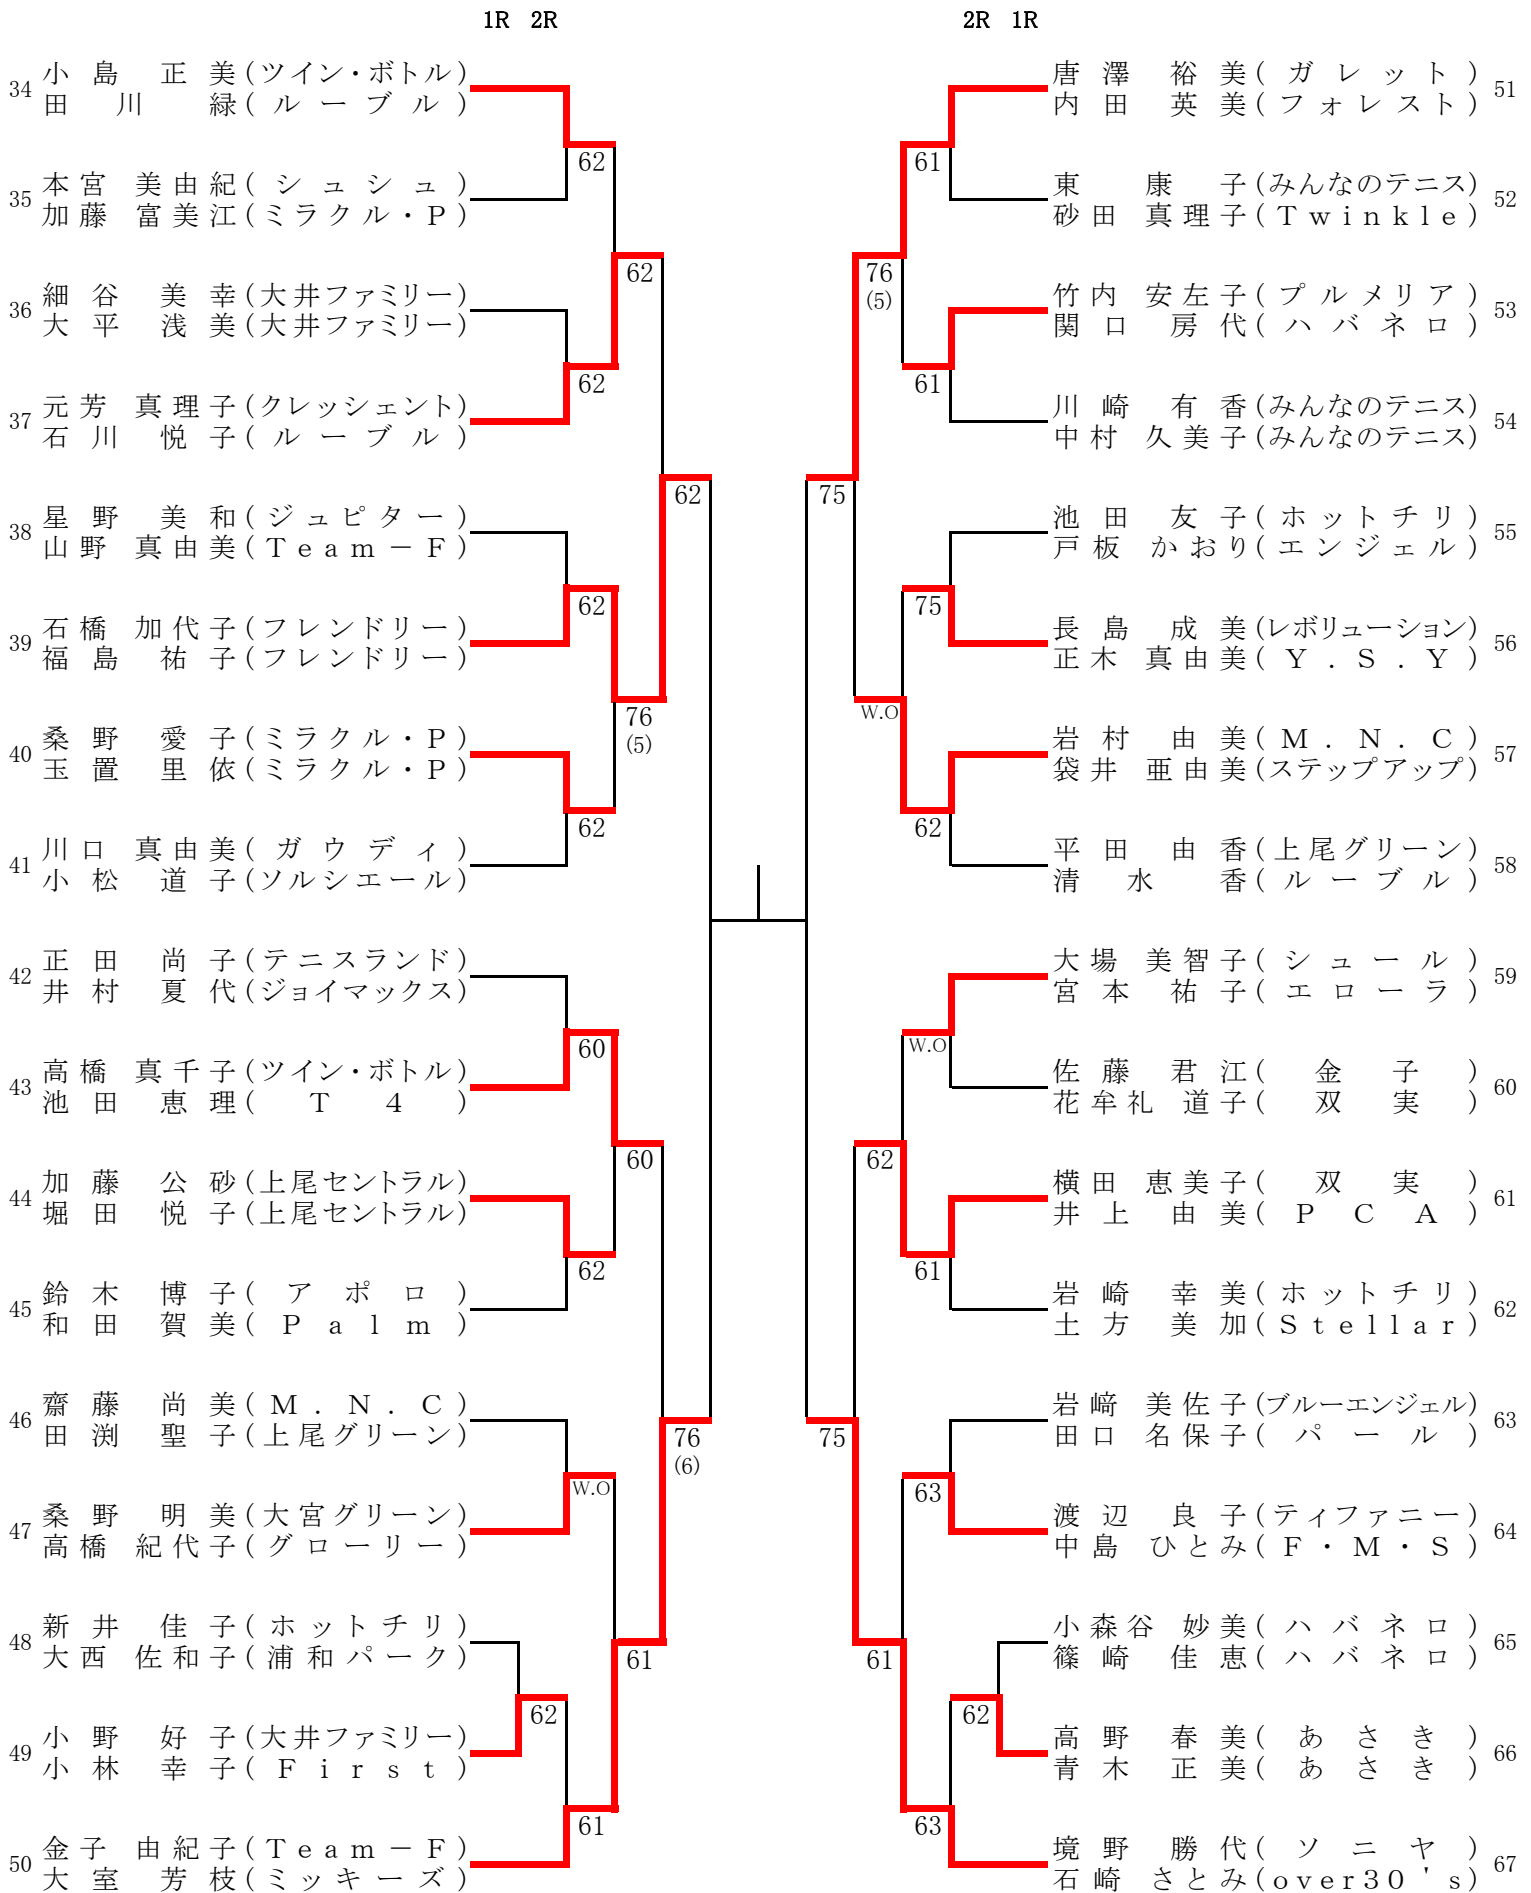 1R 2R
34 小島 正美(ツイン・ボトル)
田川 緑(ルーブル)
62
35 本宮 美由紀(シュシュ)
加藤 富美江(ミラクル・P)
62
36 細谷 美幸(大井ファミリー)
大平 浅美(大井ファミリー)
62
37 元芳 真理子(クレッシェント)
石川 悦子(ルーブル)
62
38 星野 美和(ジュピター)
山野 真由美(Team－F)
62
39 石橋 加代子(フレンドリー)
福島 祐子(フレンドリー)
76
(5)
40 桑野 愛子(ミラクル・P)
玉置 里依(ミラクル・P)
62
41 川口 真由美(ガウディ)
小松 道子(ソルシエール)
42 正田 尚子(テニスランド)
井村 夏代(ジョイマックス)
60
43 高橋 真千子(ツイン・ボトル)
池田 恵理(T4)
60
44 加藤 公砂(上尾セントラル)
堀田 悦子(上尾セントラル)
62
45 鈴木 博子(アポロ)
和田 賀美(Palm)
46 齋藤 尚美(M.N.C)
田渕 聖子(上尾グリーン)
76
(6)
W.O
47 桑野 明美(大宮グリーン)
高橋 紀代子(グローリー)
48 新井 佳子(ホットチリ)
大西 佐和子(浦和パーク)
61
62
49 小野 好子(大井ファミリー)
小林 幸子(First)
61
50 金子 由紀子(Team－F)
大室 芳枝(ミッキーズ)
2R 1R
唐澤 裕美(ガレット) 51
内田 英美(フォレスト)
61
東 康子(みんなのテニス) 52
砂田 真理子(Twinkle)
76
(5)
竹内 安左子(プルメリア) 53
関口 房代(ハバネロ)
61
川崎 有香(みんなのテニス) 54
中村 久美子(みんなのテニス)
75
池田 友子(ホットチリ) 55
戸板 かおり(エンジェル)
75
長島 成美(レボリューション) 56
正木 真由美(Y.S.Y)
W.O
岩村 由美(M.N.C) 57
袋井 亜由美(ステップアップ)
62
平田 由香(上尾グリーン) 58
清水 香(ルーブル)
大場 美智子(シュール) 59
宮本 祐子(エローラ)
W.O
佐藤 君江(金子) 60
花牟礼 道子(双実)
62
横田 恵美子(双実) 61
井上 由美(PCA)
61
岩崎 幸美(ホットチリ) 62
土方 美加(Stellar)
岩﨑 美佐子(ブルーエンジェル) 63
田口 名保子(パール)
75
63
渡辺 良子(ティファニー) 64
中島 ひとみ(F・M・S)
小森谷 妙美(ハバネロ) 65
篠崎 佳恵(ハバネロ)
61
62
高野 春美(あさき) 66
青木 正美(あさき)
63
境野 勝代(ソニヤ) 67
石崎 さとみ(over30's)